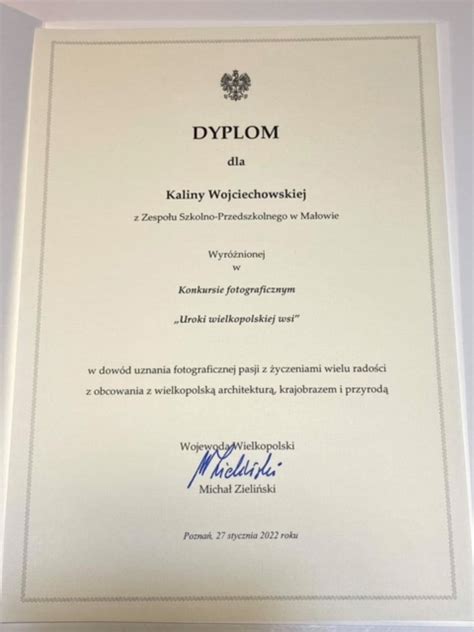 DYPLOM
dla
Kaliny Wojciechowskiej
z Zespołu Szkolno-Przedszkolnego w Małowie
Wyróżnionej
w
Konkursie fotograficznym
„Uroki wielkopolskiej wsi”
w dowód uznania fotograficznej pasji z życzeniami wielu radości
z obcowania z wielkopolską architekturą, krajobrazem i przyrodą
Wojewoda Wielkopolski
Michał Zieliński
Poznań, 27 stycznia 2022 roku